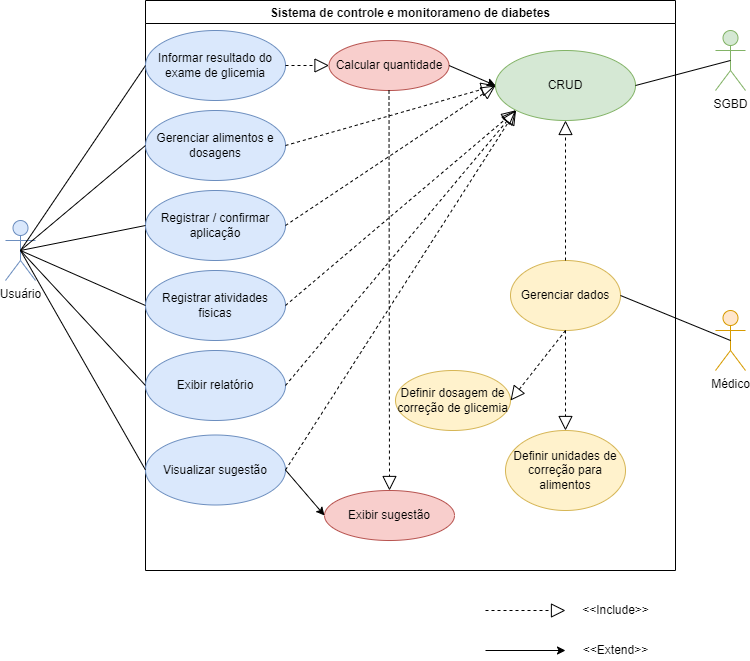 Sistema de controle e monitorameno de diabetes
Informar resultado do
exame de glicemia
Calcular quantidade
CRUD
SGBD
Gerenciar alimentos e
dosagens
Registrar / confirmar
aplicação
Usuário
Registrar atividades
fisicas
Gerenciar dados
Médico
Exibir relatório
Definir dosagem de
correção de glicemia
Visualizar sugestão
Definir unidades de
correção para
alimentos
Exibir sugestão
<<Include>>
<<Extend>>